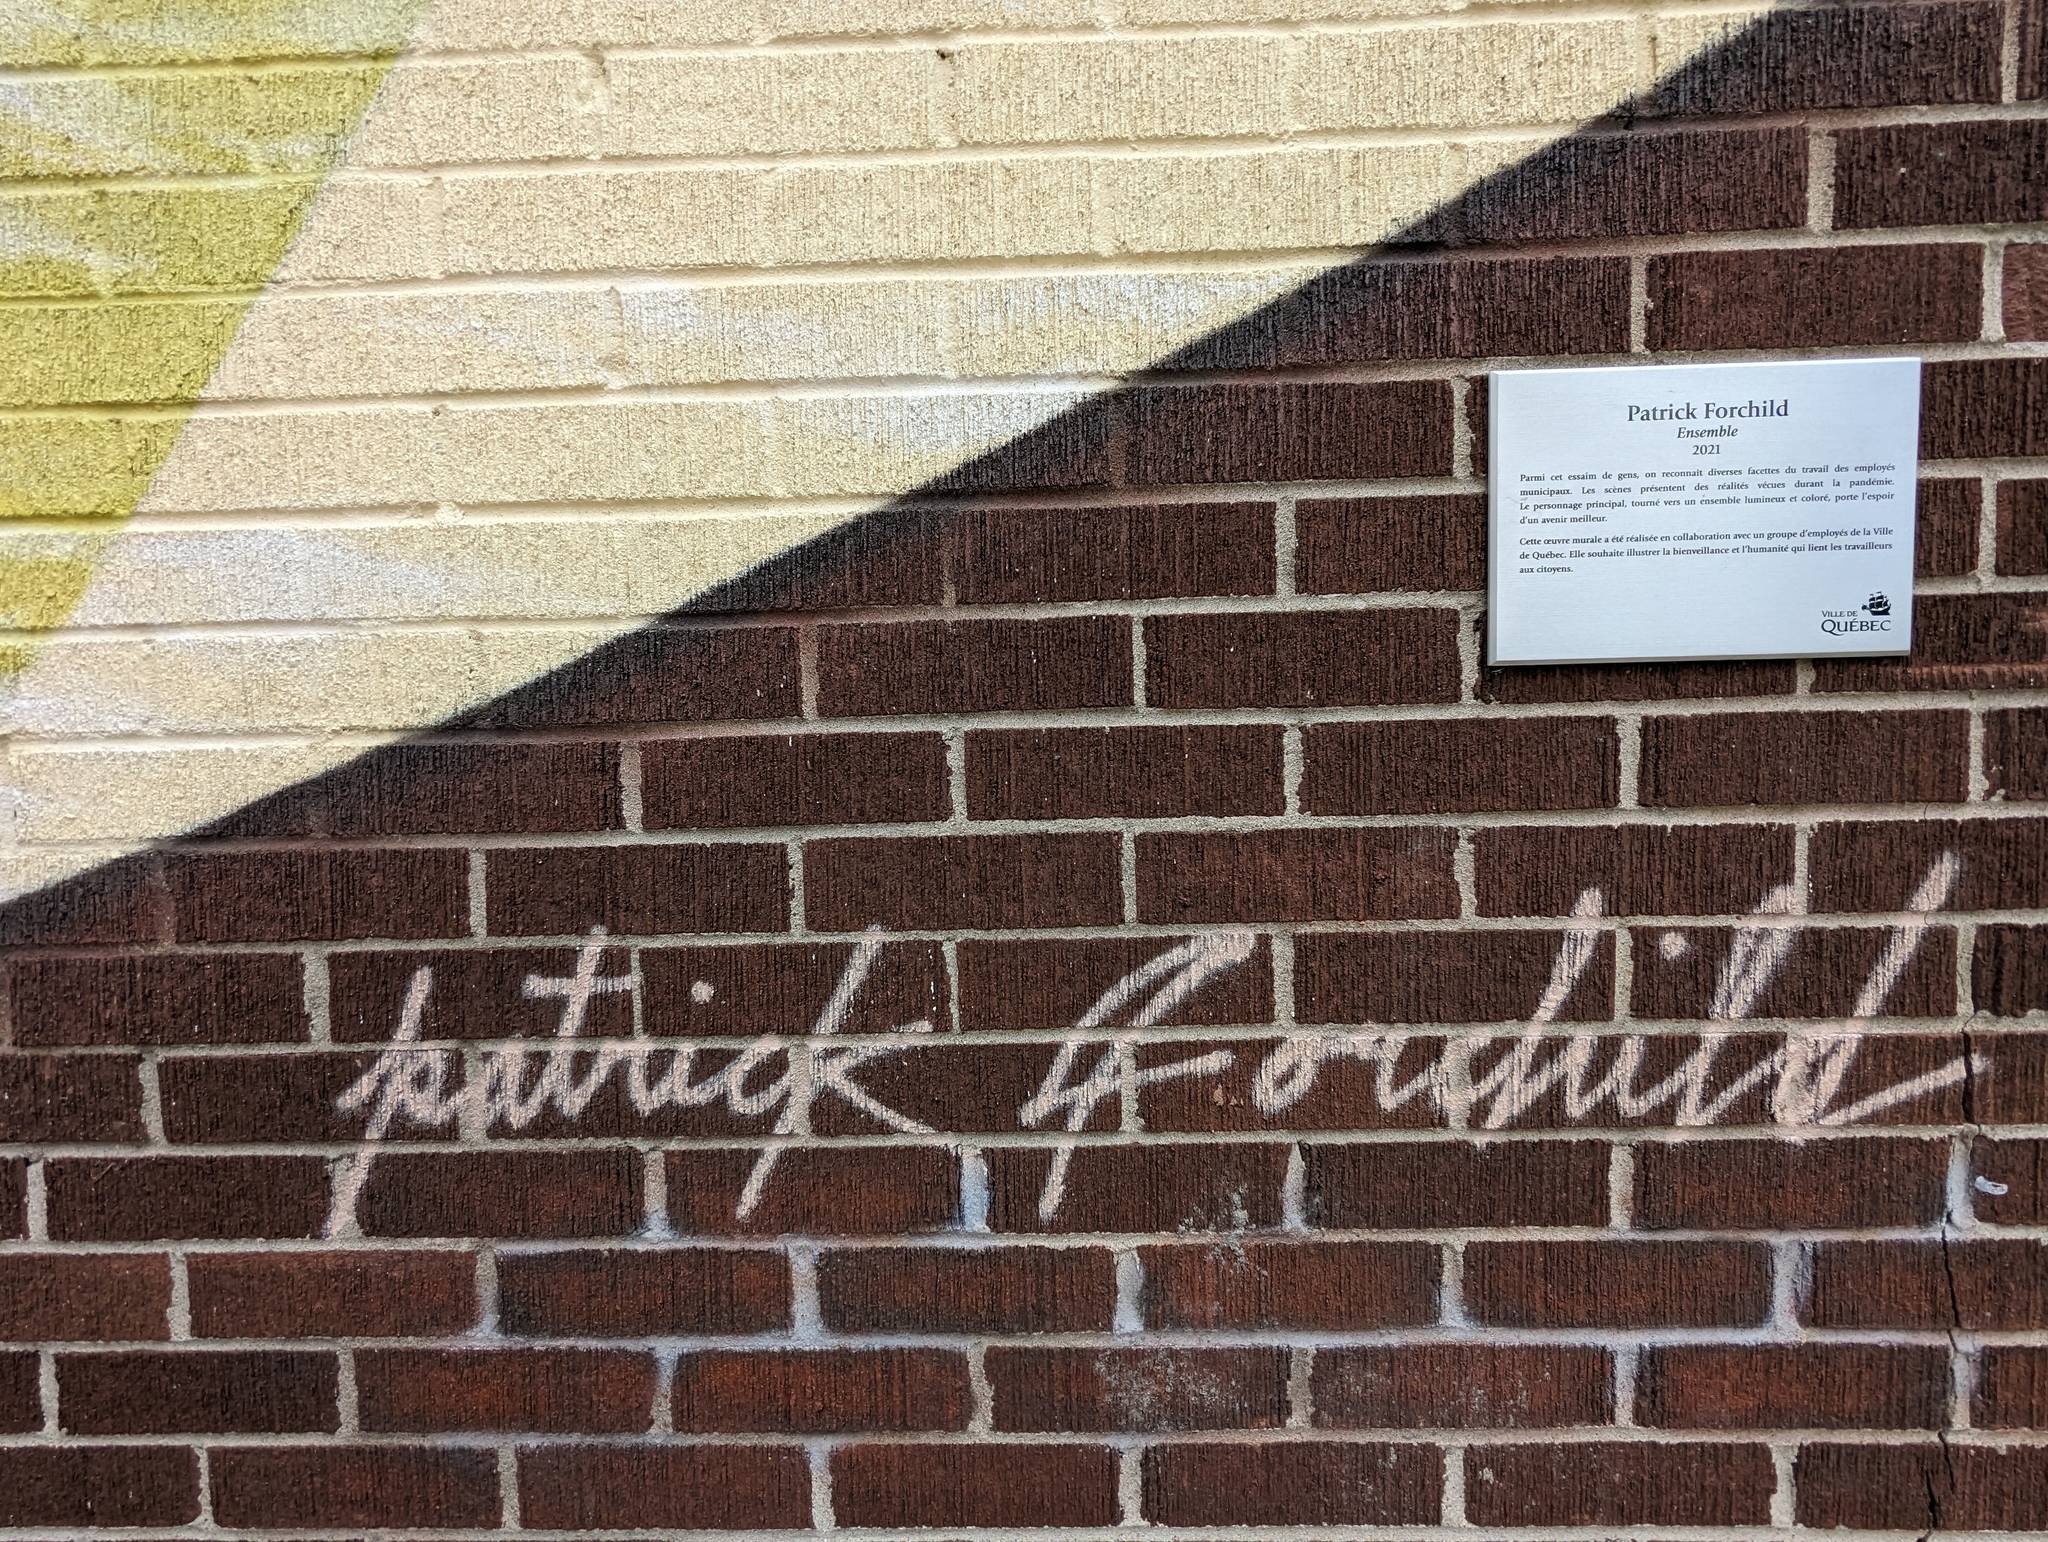 Patrick Forchild
Ensemble
2021
Parmi cet essaim de gens, on reconnaît diverses facettes du travail des employés
municipaux. Les scènes présentent des réalités vécues durant la pandémie.
Le personnage principal, tourné vers un ensemble lumineux et coloré, porte l'espoir
d'un avenir meilleur.
Cette œuvre murale a été réalisée en collaboration avec un groupe d'employés de la Ville
de Québec. Elle souhaite illustrer la bienveillance et l'humanité qui lient les travailleurs
aux citoyens.
VILLE DE
QUÉBEC
patrick Forchild